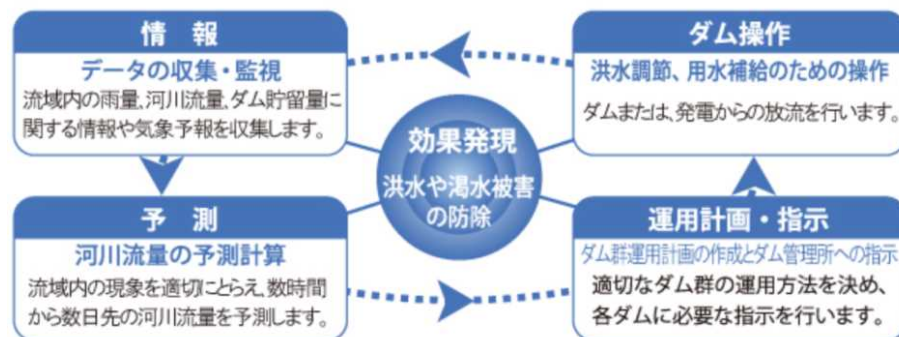 情 報
データの収集・監視
流域内の雨量、河川流量、ダム貯留量に
関する情報や気象予報を収集します。
ダム操作
洪水調節、用水補給のための操作
ダムまたは、発電からの放流を行います。
効果発現
洪水や渇水被害
の防除
予 測
河川流量の予測計算
流域内の現象を適切にとらえ、数時間
から数日先の河川流量を予測します。
運用計画・指示
ダム群運用計画の作成とダム管理所への指示
適切なダム群の運用方法を決め、
各ダムに必要な指示を行います。